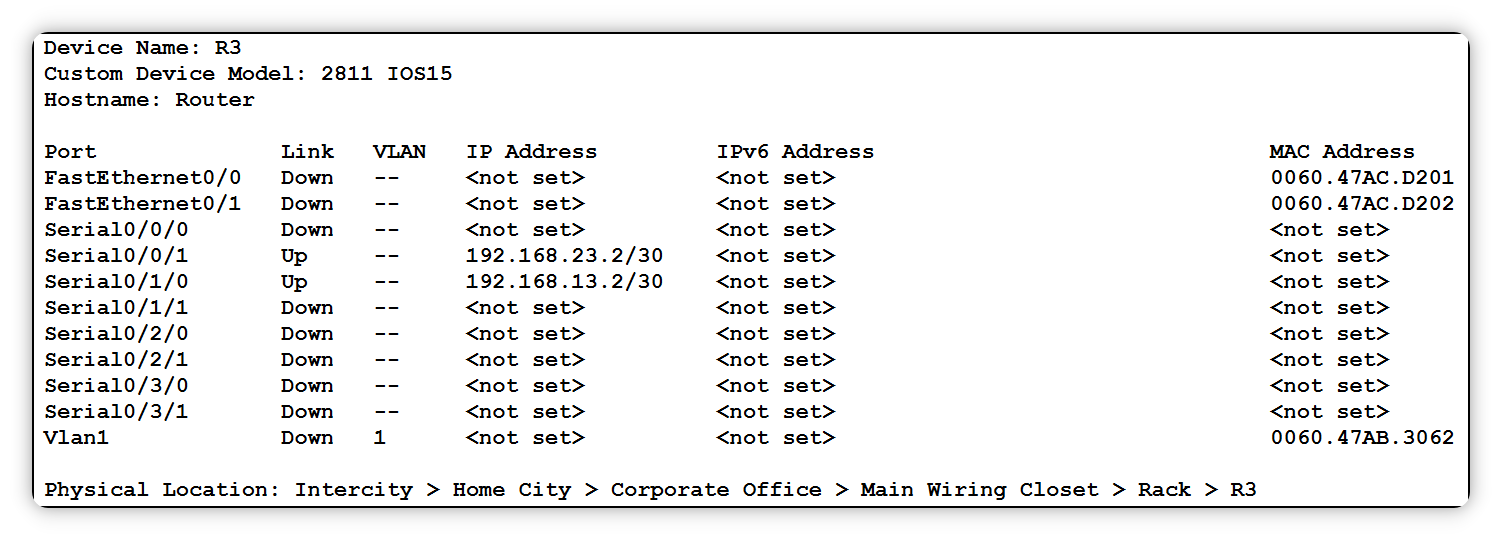 Device Name: R3
Custom Device Model: 2811 IOS15
Hostname: Router
Port Link VLAN IP Address IPv6 Address MAC Address
FastEthernet0/0 Down -- <not set> <not set> 0060.47AC.D201
FastEthernet0/1 Down -- <not set> <not set> 0060.47AC.D202
Serial0/0/0 Down -- <not set> <not set> <not set>
Serial0/0/1 Up -- 192.168.23.2/30 <not set> <not set>
Serial0/1/0 Up -- 192.168.13.2/30 <not set> <not set>
Serial0/1/1 Down -- <not set> <not set> <not set>
Serial0/2/0 Down -- <not set> <not set> <not set>
Serial0/2/1 Down -- <not set> <not set> <not set>
Serial0/3/0 Down -- <not set> <not set> <not set>
Serial0/3/1 Down -- <not set> <not set> <not set>
Vlan1 Down 1 <not set> <not set> 0060.47AB.3062
Physical Location: Intercity > Home City > Corporate Office > Main Wiring Closet > Rack > R3